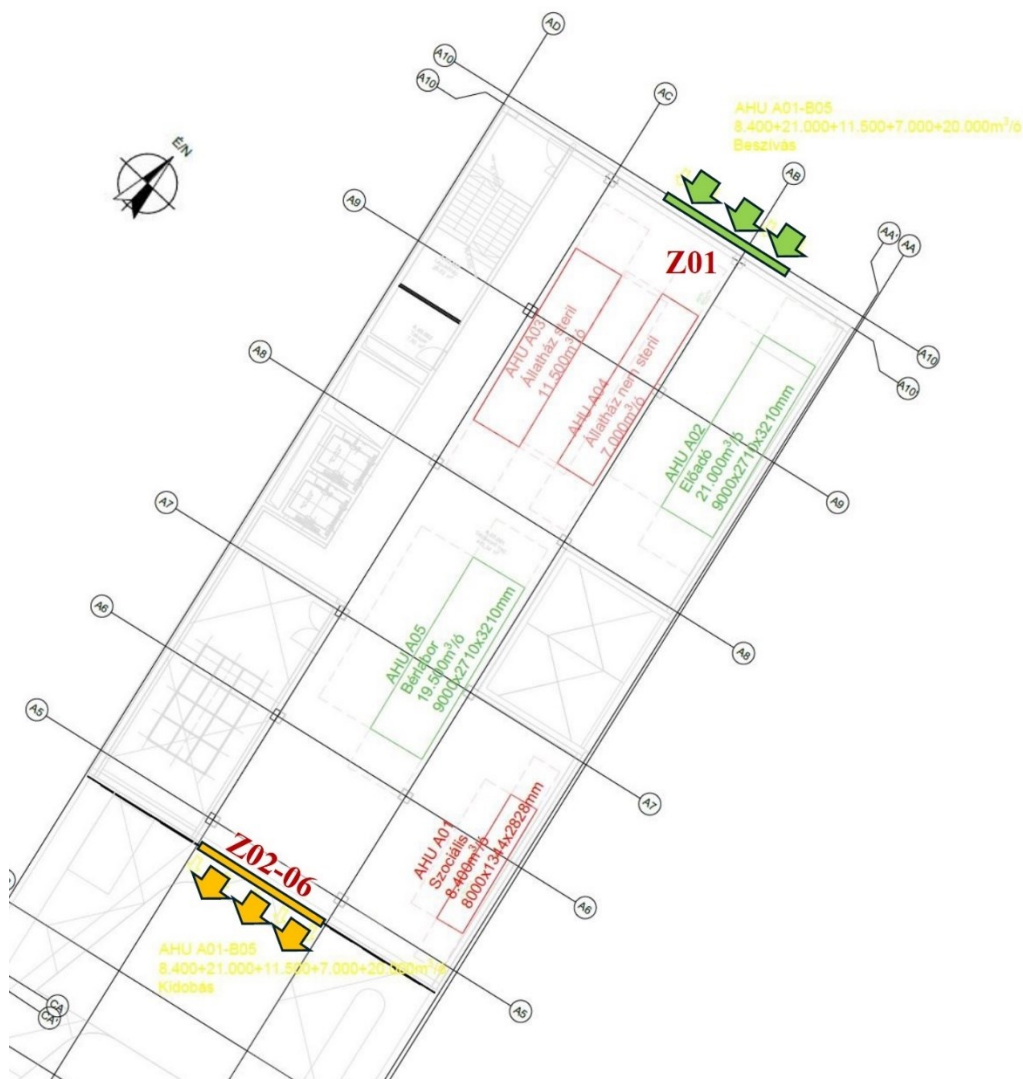 AD
A10
A10
AC
AHU A01-B05
8.400+21.000+11.500+7.000+20.000m³/ó
Beszívás
É/N
AB
A9
AA'
AA
Z01
AHU A03
Állatház steril
11.500m³/ó
AHU A04
Állatház nem steril
7.000m³/ó
A10
A10'
A8
AHU A02
Előadó
21.000m³/ó
9000x2710x3210mm
A9
A7
A6
AHU A05
Bérlabor
19.500m³/ó
9000x2710x3210mm
A8
A5
A7
AHU A01
Szociális
8.400m³/ó
8000x1344x2828mm
Z02-06
A6
AHU A01-B05
8.400+21.000+11.500+7.000+20.000m³/ó
Kidobás
A5
CA
CA'